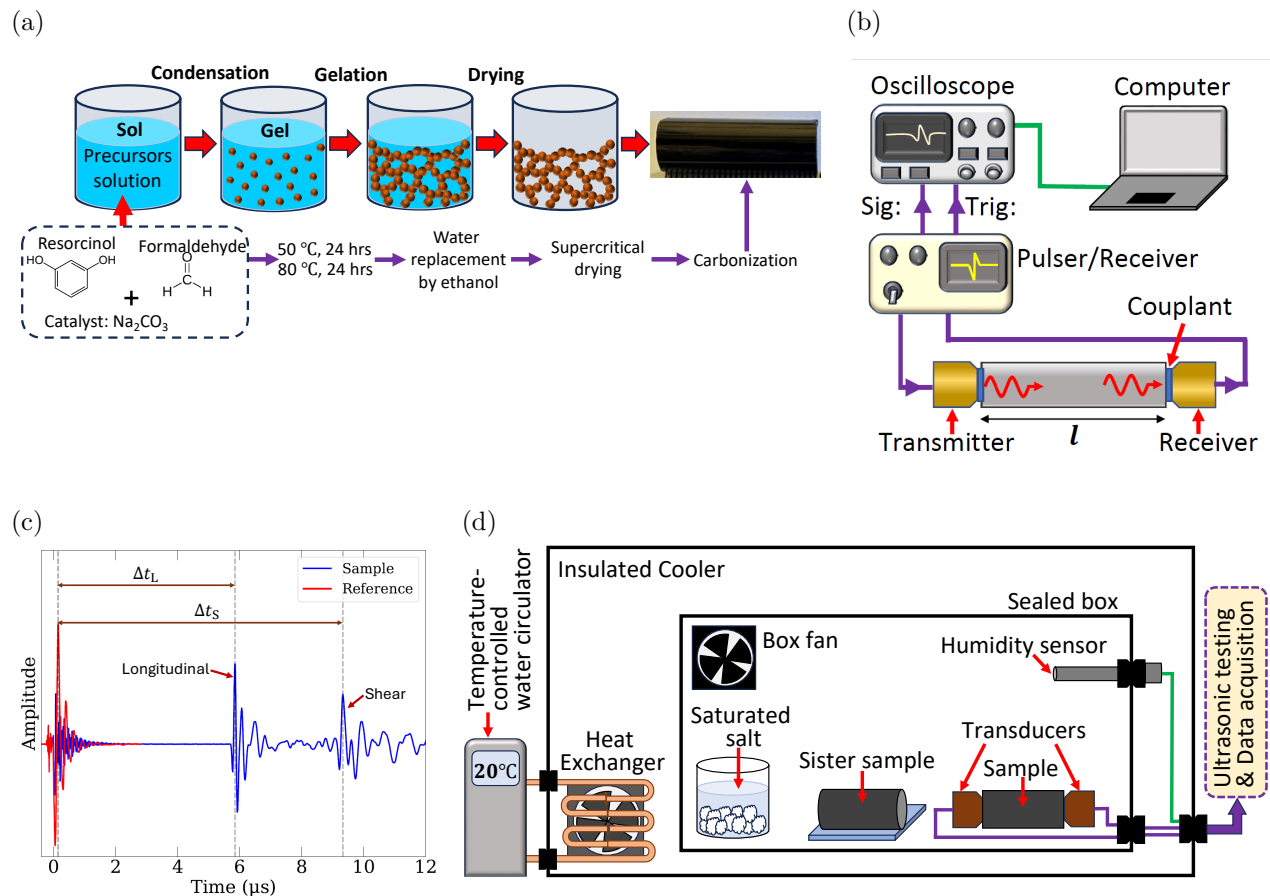 (a)
Condensation Gelation Drying
Sol
Precursors
solution
Gel
Resorcinol
Formaldehyde
HO OH
O
H C H
+
Catalyst: Na₂CO₃
50 °C, 24 hrs
80 °C, 24 hrs
Water
replacement
by ethanol
Supercritical
drying
Carbonization
(b)
Oscilloscope
Computer
Sig: Trig:
Pulser/Receiver
Couplant
Transmitter
l
Receiver
(c)
Δt_L
Δt_S
Sample
Reference
Longitudinal
Shear
Amplitude
0 2 4 6 8 10 12
Time (µs)
(d)
Temperature-
controlled
water circulator
20℃
Insulated Cooler
Heat
Exchanger
Sealed box
Box fan
Humidity sensor
Saturated
salt
Sister sample
Transducers
Sample
Ultrasonic testing
& Data acquisition